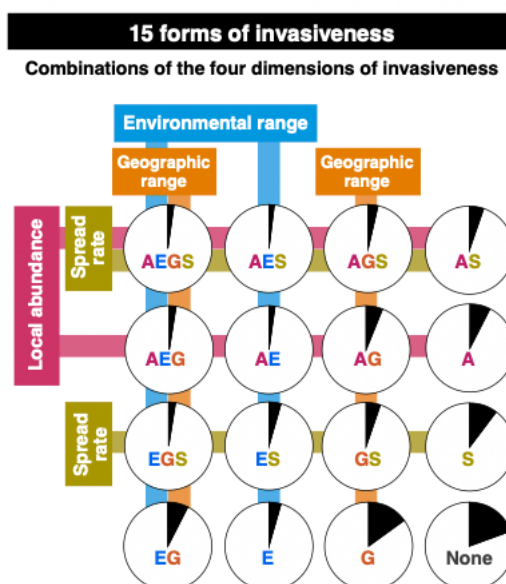 15 forms of invasiveness
Combinations of the four dimensions of invasiveness
Environmental range
Geographic
range
Geographic
range
Local abundance
Spread
rate
AEGS
AES
AGS
AS
AEG
AE
AG
A
Spread
rate
EGS
ES
GS
S
EG
E
G
None